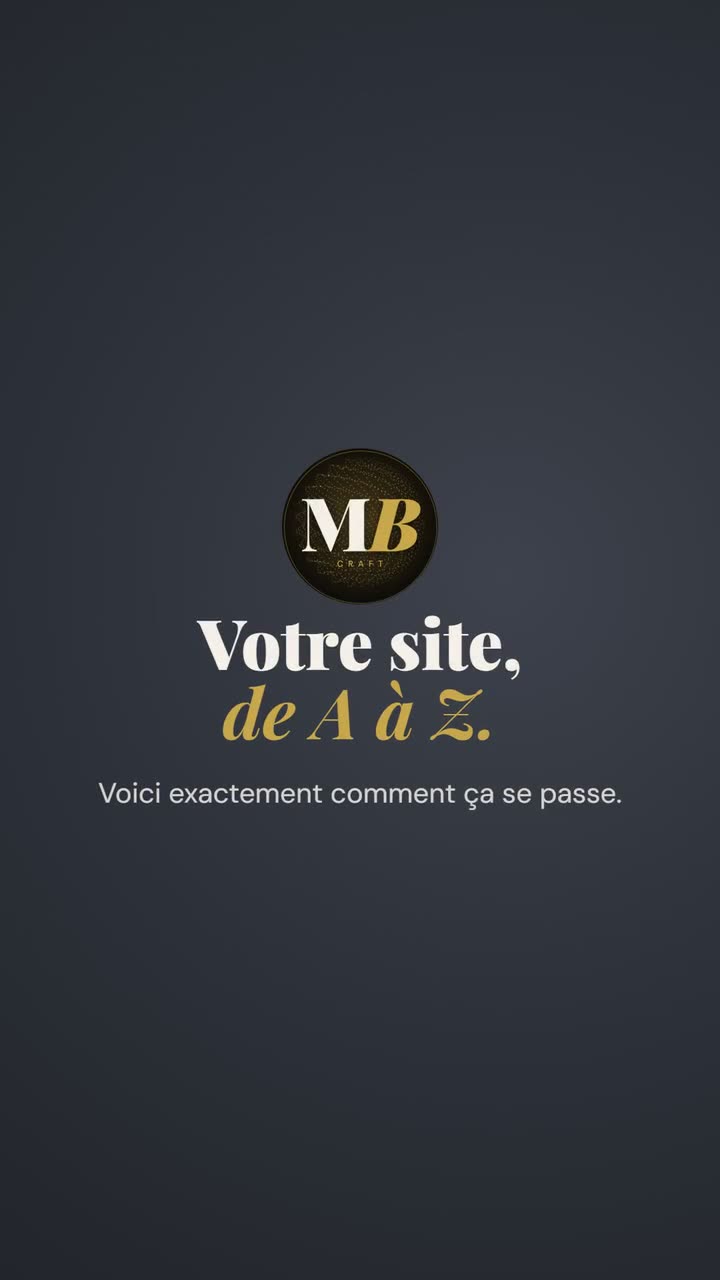 MB
CRAFT
Votre site,
de A à Z.
Voici exactement comment ça se passe.